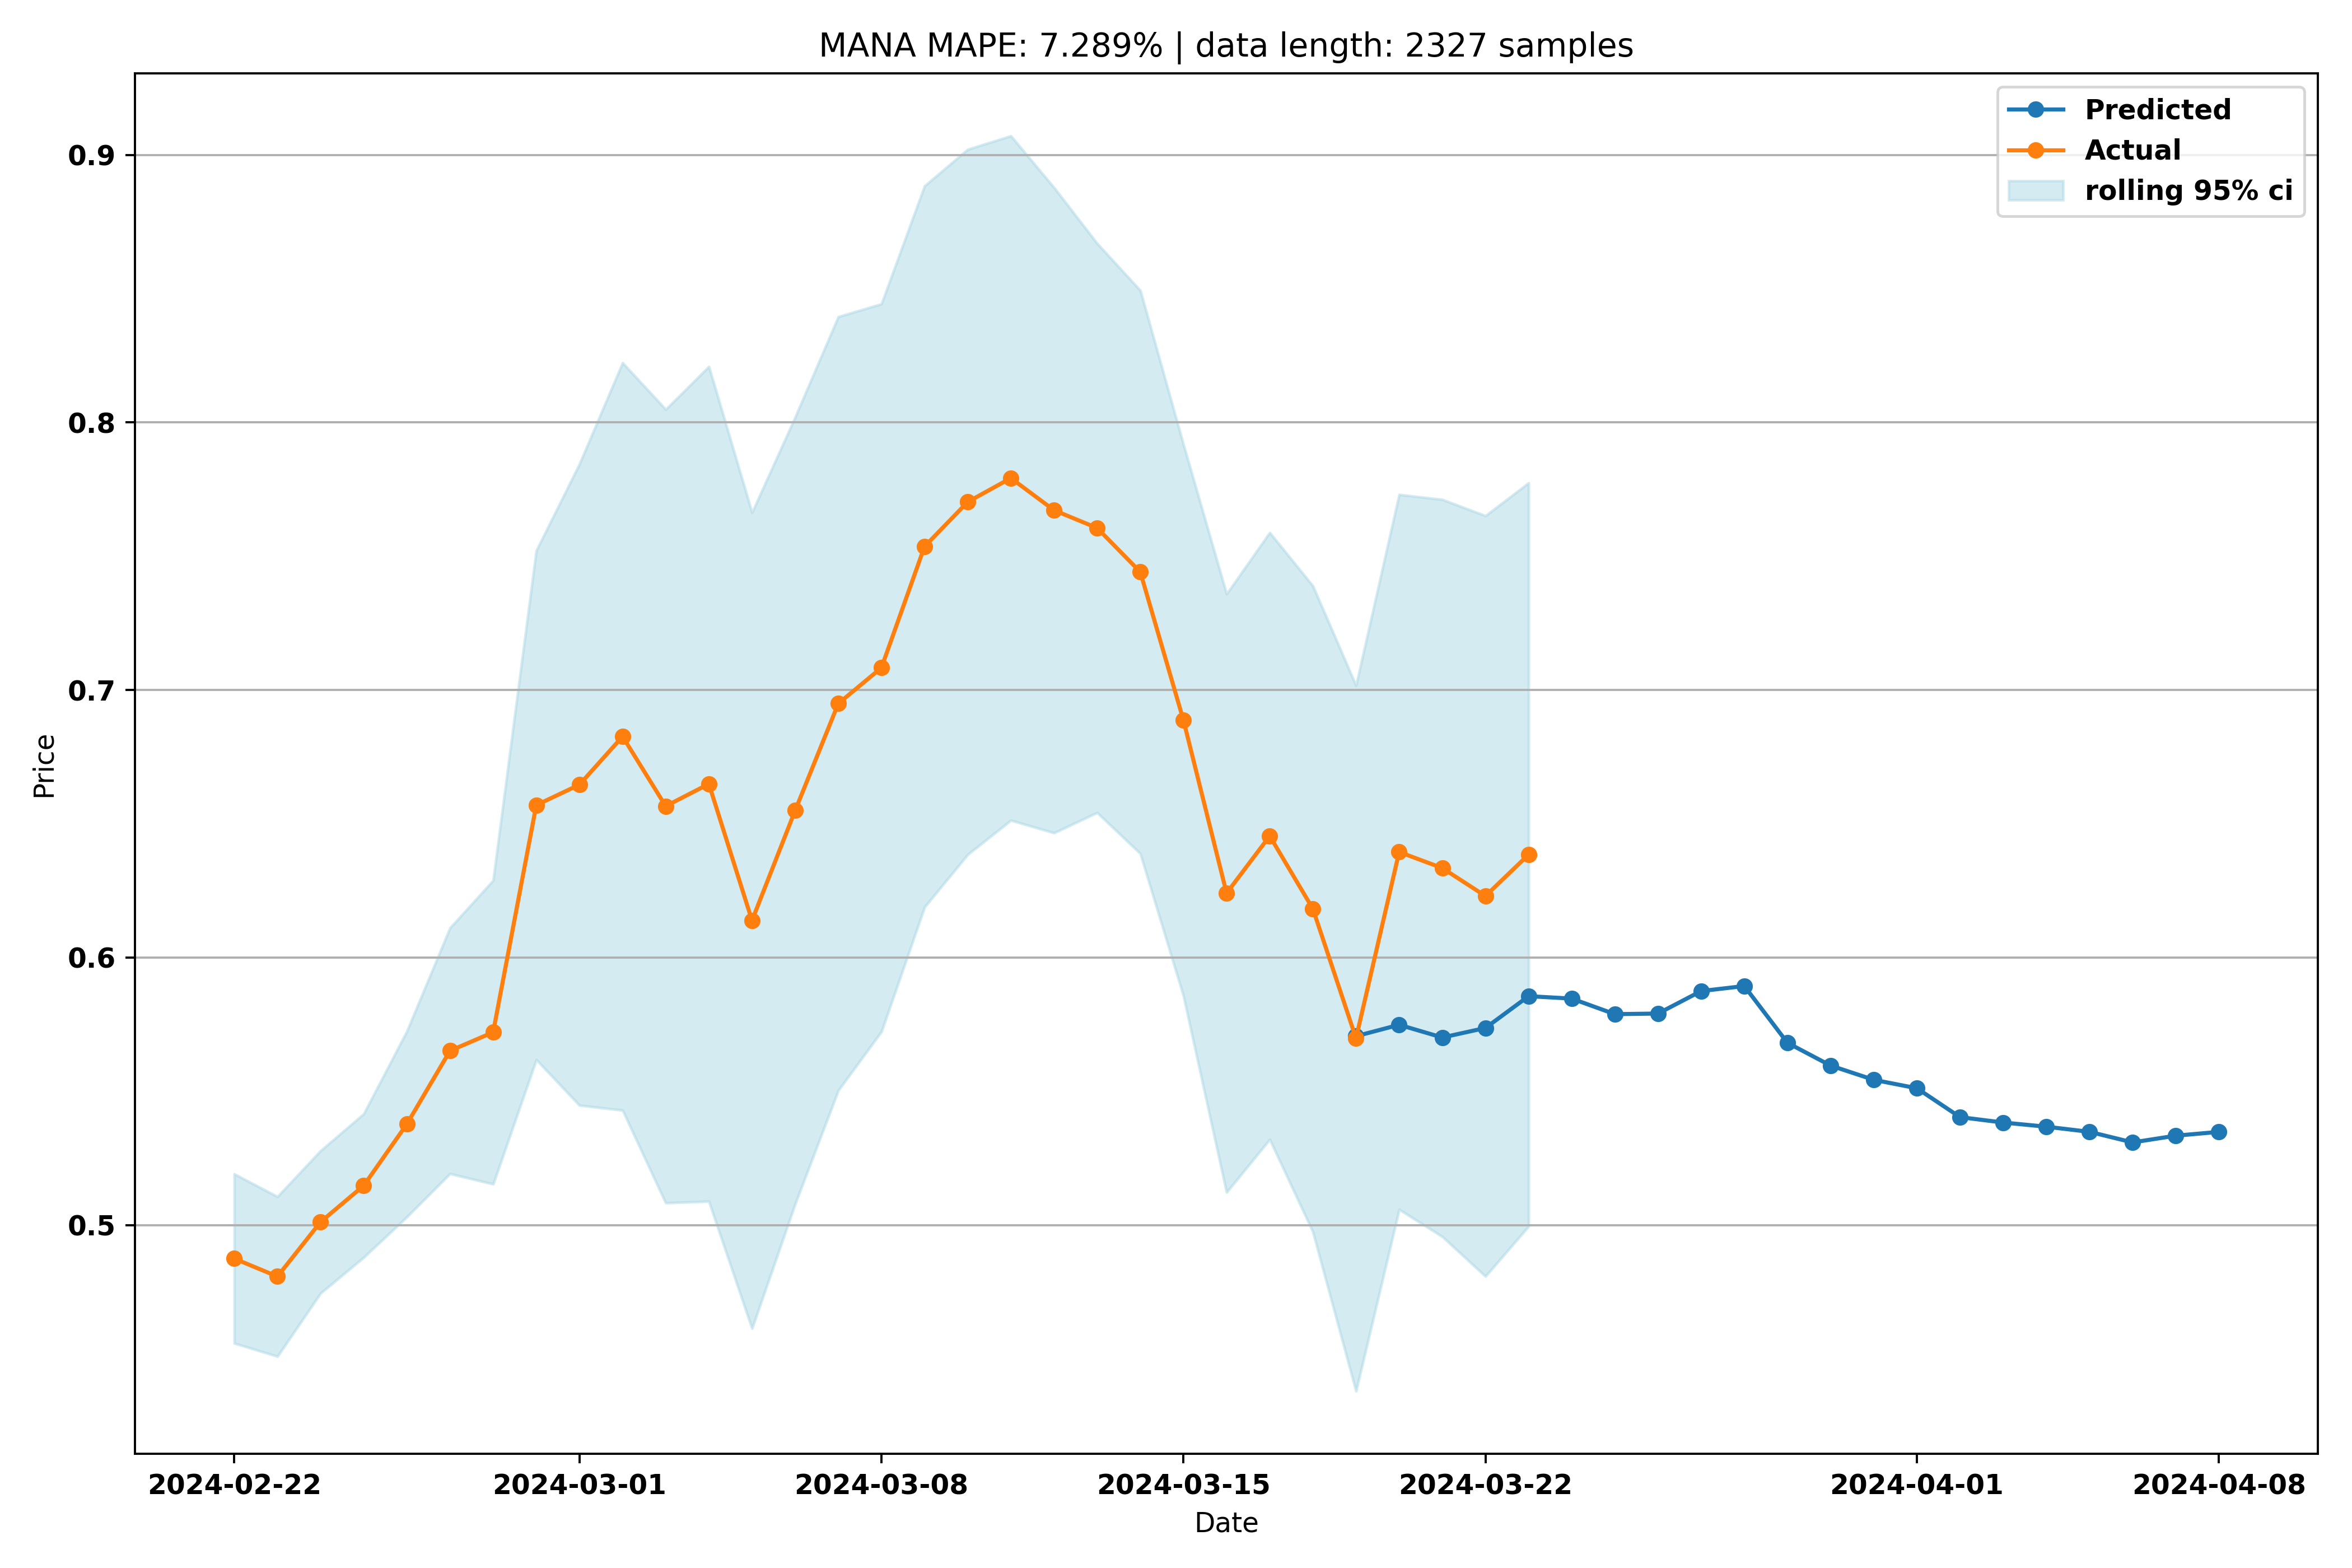 MANA MAPE: 7.289% | data length: 2327 samples
Predicted
Actual
rolling 95% ci
0.9
0.8
0.7
0.6
0.5
Price
2024-02-22 2024-03-01 2024-03-08 2024-03-15 2024-03-22 2024-04-01 2024-04-08
Date